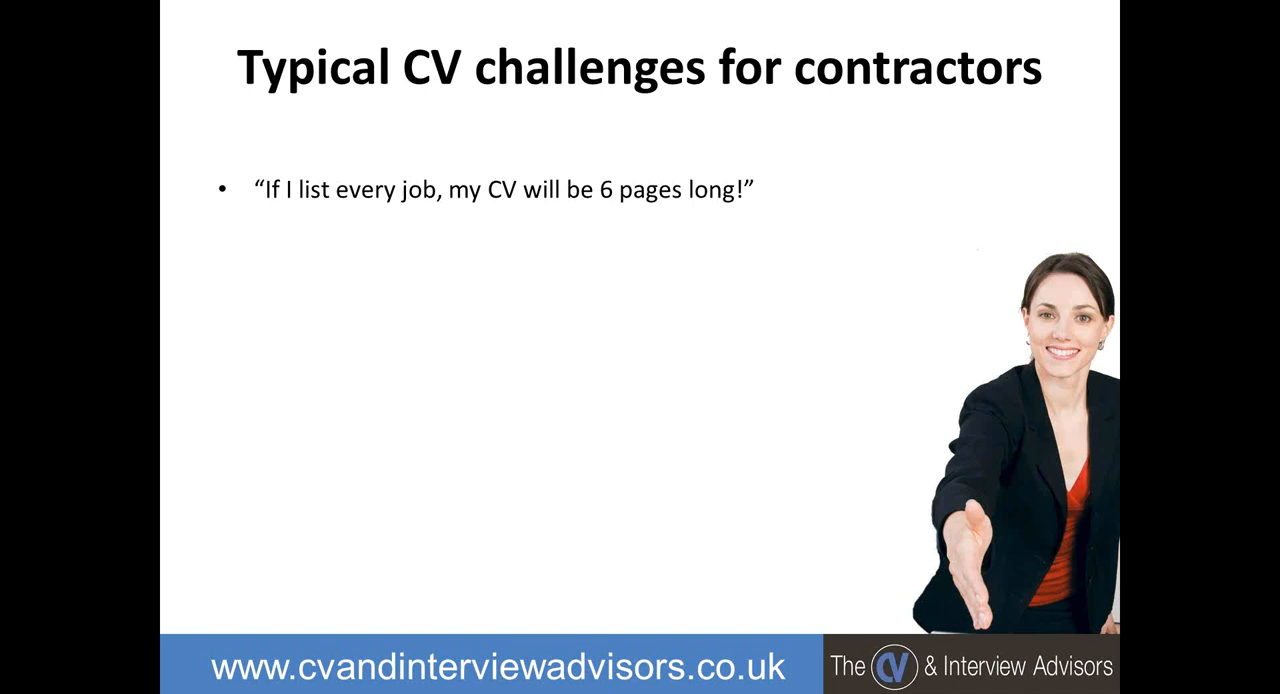 Typical CV challenges for contractors
• “If I list every job, my CV will be 6 pages long!”
www.cvandinterviewadvisors.co.uk
The CV & Interview Advisors